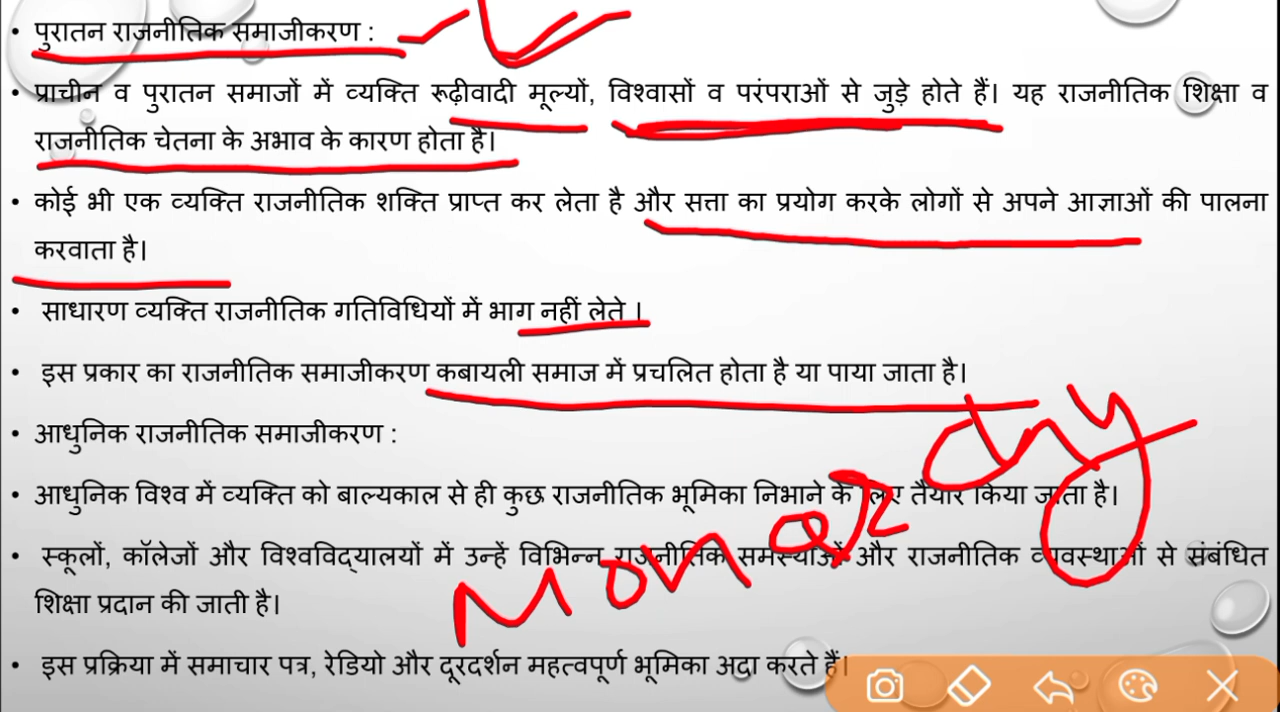 • पुरातन राजनीतिक समाजीकरण :
• प्राचीन व पुरातन समाजों में व्यक्ति रूढ़ीवादी मूल्यों, विश्वासों व परंपराओं से जुड़े होते हैं। यह राजनीतिक शिक्षा व
राजनीतिक चेतना के अभाव के कारण होता है।
• कोई भी एक व्यक्ति राजनीतिक शक्ति प्राप्त कर लेता है और सत्ता का प्रयोग करके लोगों से अपने आज्ञाओं की पालना
करवाता है।
• साधारण व्यक्ति राजनीतिक गतिविधियों में भाग नहीं लेते ।
• इस प्रकार का राजनीतिक समाजीकरण कबायली समाज में प्रचलित होता है या पाया जाता है।
• आधुनिक राजनीतिक समाजीकरण :
• आधुनिक विश्व में व्यक्ति को बाल्यकाल से ही कुछ राजनीतिक भूमिका निभाने के लिए तैयार किया जाता है।
• स्कूलों, कॉलेजों और विश्वविद्यालयों में उन्हें विभिन्न राजनीतिक समस्याओं और राजनीतिक व्यवस्थाओं से संबंधित
शिक्षा प्रदान की जाती है।
• इस प्रक्रिया में समाचार पत्र, रेडियो और दूरदर्शन महत्वपूर्ण भूमिका अदा करते हैं।